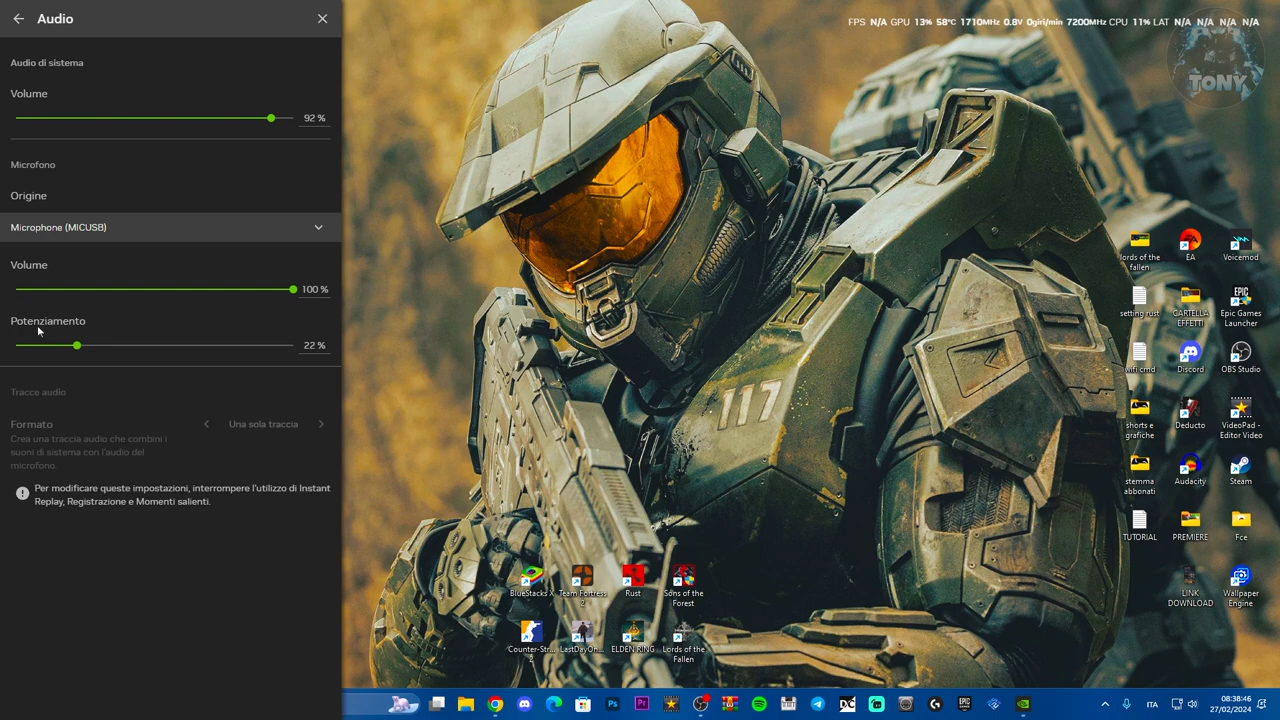 Audio
Audio di sistema
Volume
92 %
Microfono
Origine
Microphone (MICUSB)
Volume
100 %
Potenziamento
22 %
Tracce audio
Formato
Una sola traccia
Crea una traccia audio che combini i
suoni di sistema con l'audio del
microfono.
Per modificare queste impostazioni, interrompere l'utilizzo di Instant
Replay, Registrazione e Momenti salienti.
FPS N/A GPU 13% 58°C 1710MHz 0.8V 0giri/min 7200MHz CPU 11% LAT N/A N/A N/A N/A
TONY
117
lords of the
fallen
EA
Voicemod
setting rust
CARTELLA
EFFETTI
Epic Games
Launcher
wifi cmd
Discord
OBS Studio
shorts e
grafiche
Deducto
VideoPad -
Editor Video
stemma
abbonati
Audacity
Steam
TUTORIAL
PREMIERE
Fce
LINK
DOWNLOAD
Wallpaper
Engine
BlueStacks X
Team Fortress
2
Rust
Sons of the
Forest
Counter-Str...
2
LastDayOn...
ELDEN RING
Lords of the
Fallen
ITA
08:38:46
27/02/2024